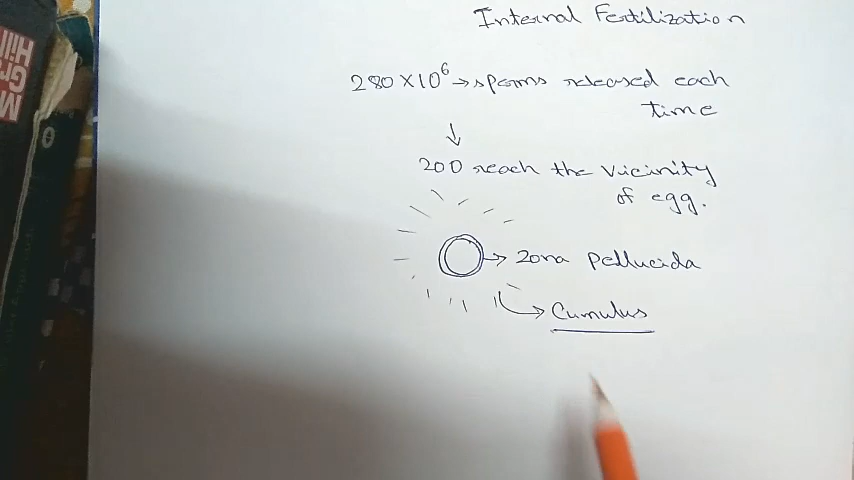 Internal Fertilization
280 × 10⁶ → sperms released each
time
↓
200 reach the vicinity
of egg.
→ Zona Pellucida
→ Cumulus